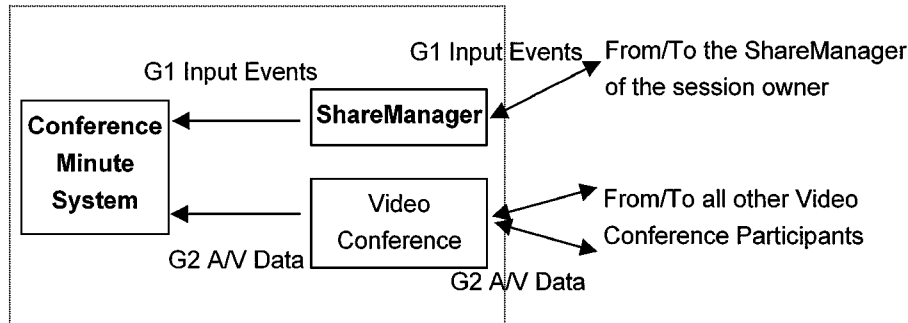 G1 Input Events
From/To the ShareManager
of the session owner
G1 Input Events
ShareManager
Conference
Minute
System
Video
Conference
From/To all other Video
Conference Participants
G2 A/V Data
G2 A/V Data